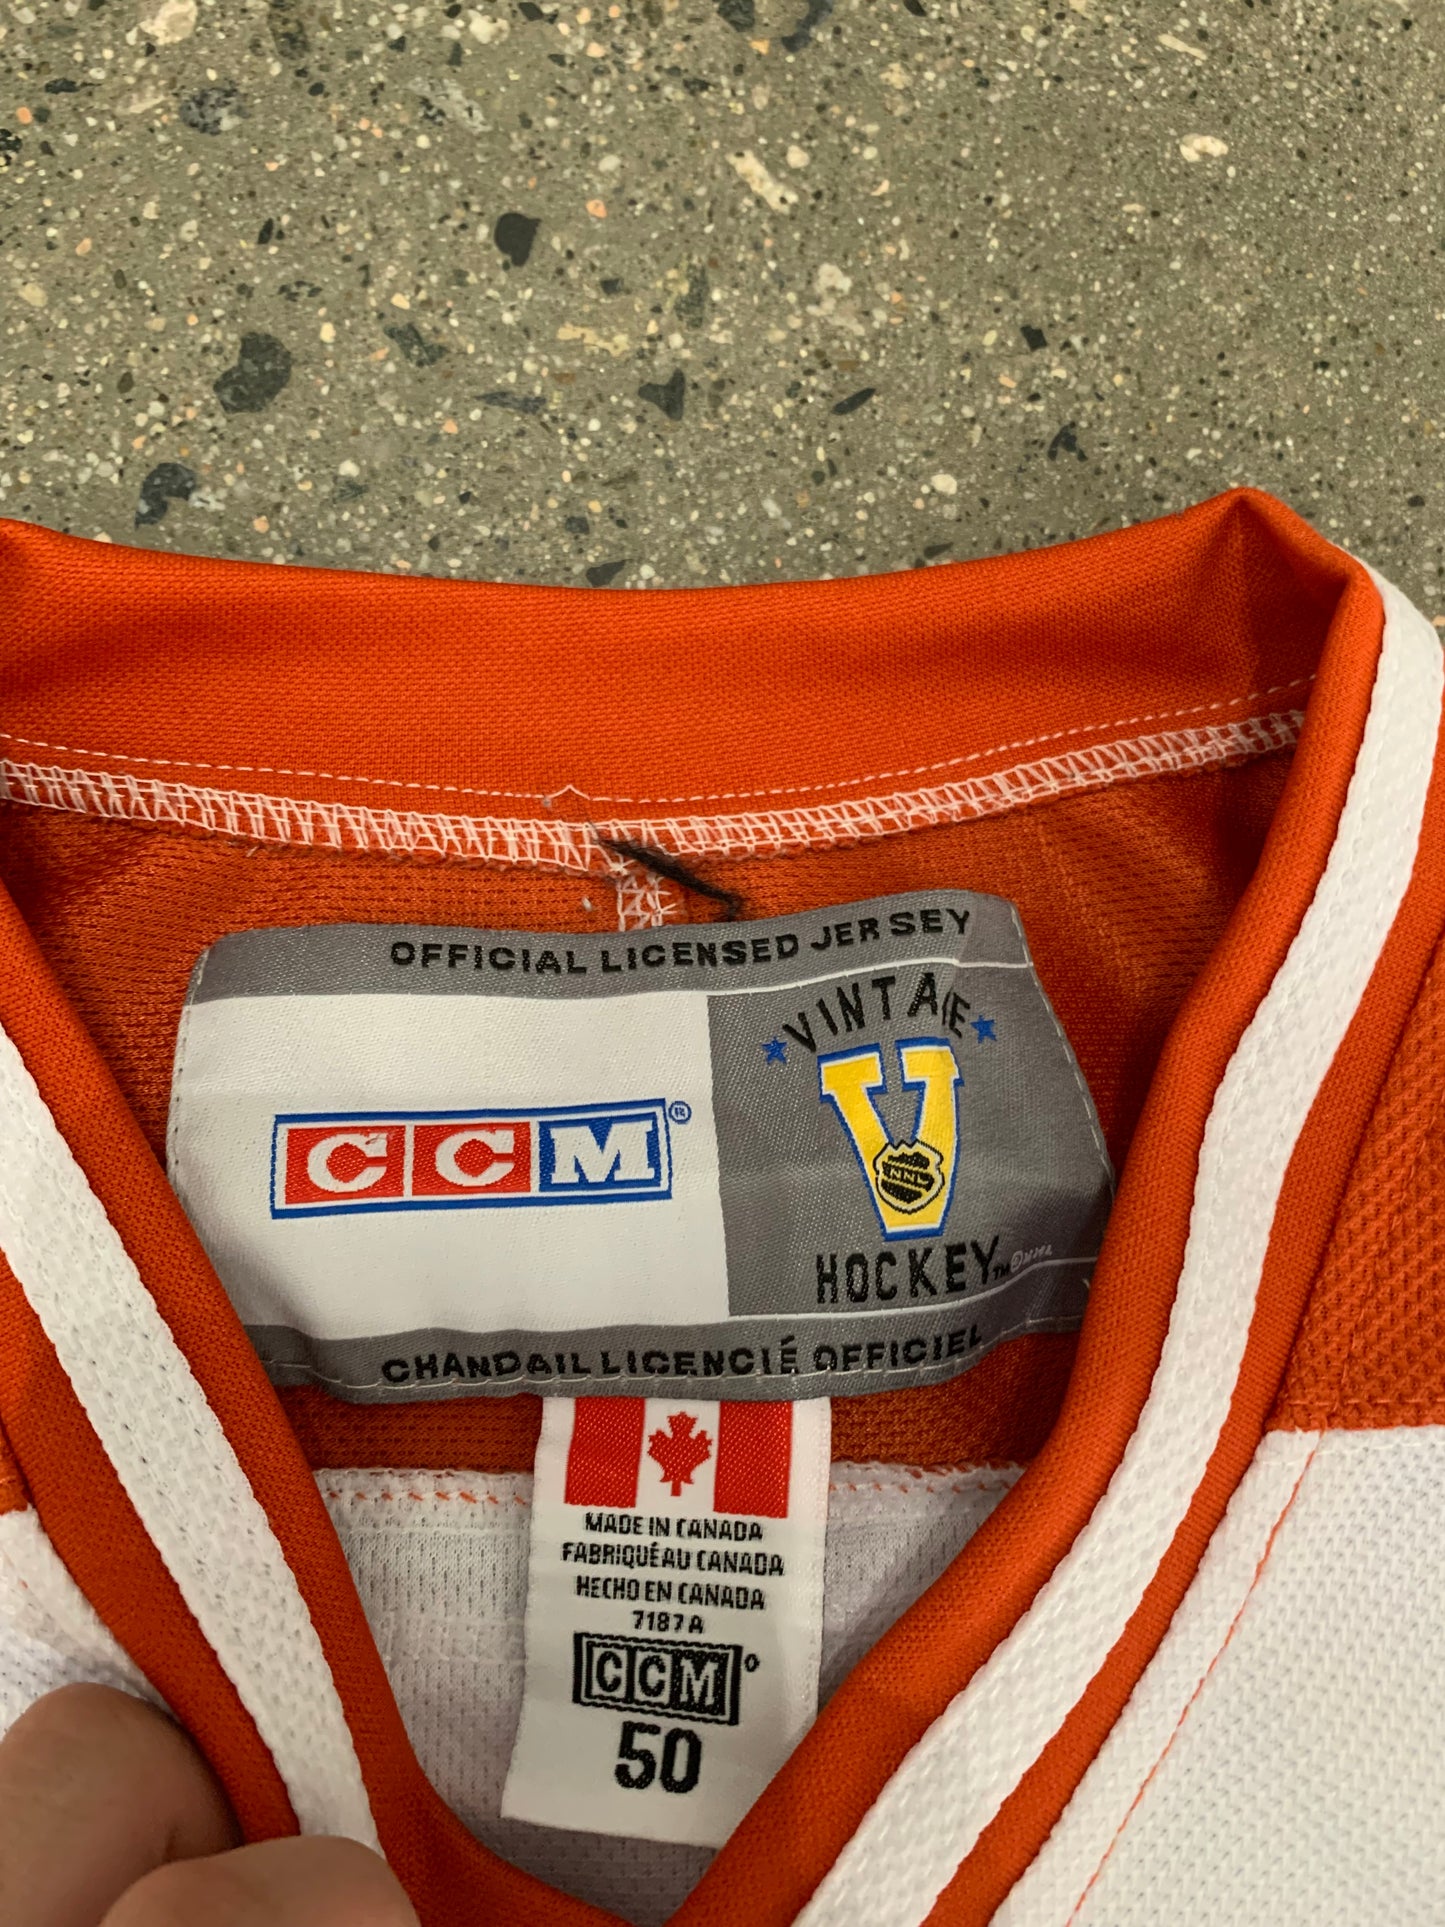 OFFICIAL LICENSED JERSEY
VINTAGE
CCM®
V
HOCKEY™
CHANDAIL LICENCIÉ OFFICIEL
MADE IN CANADA
FABRIQUÉ AU CANADA
HECHO EN CANADA
7187A
CCM
50